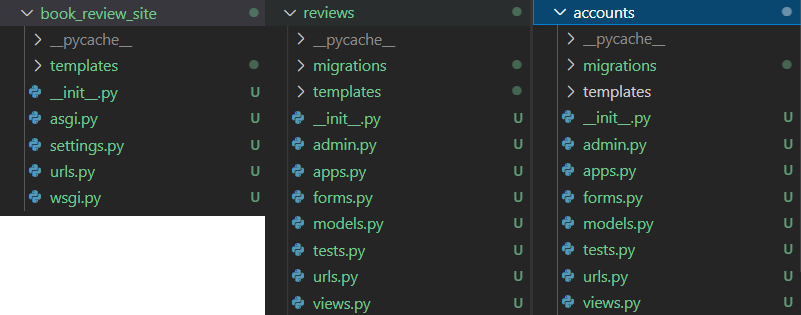 book_review_site
__pycache__
templates
__init__.py U
asgi.py U
settings.py U
urls.py U
wsgi.py U
reviews
__pycache__
migrations
templates
__init__.py U
admin.py U
apps.py U
forms.py U
models.py U
tests.py U
urls.py U
views.py U
accounts
__pycache__
migrations
templates
__init__.py U
admin.py U
apps.py U
forms.py U
models.py U
tests.py U
urls.py U
views.py U